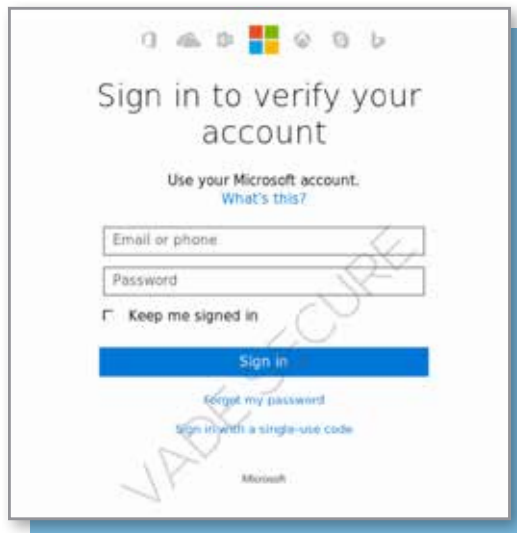 Sign in to verify your
account
Use your Microsoft account.
What's this?
Email or phone
Password
Keep me signed in
Sign in
Forgot my password
Sign in with a single-use code
Microsoft
VADE SECURE